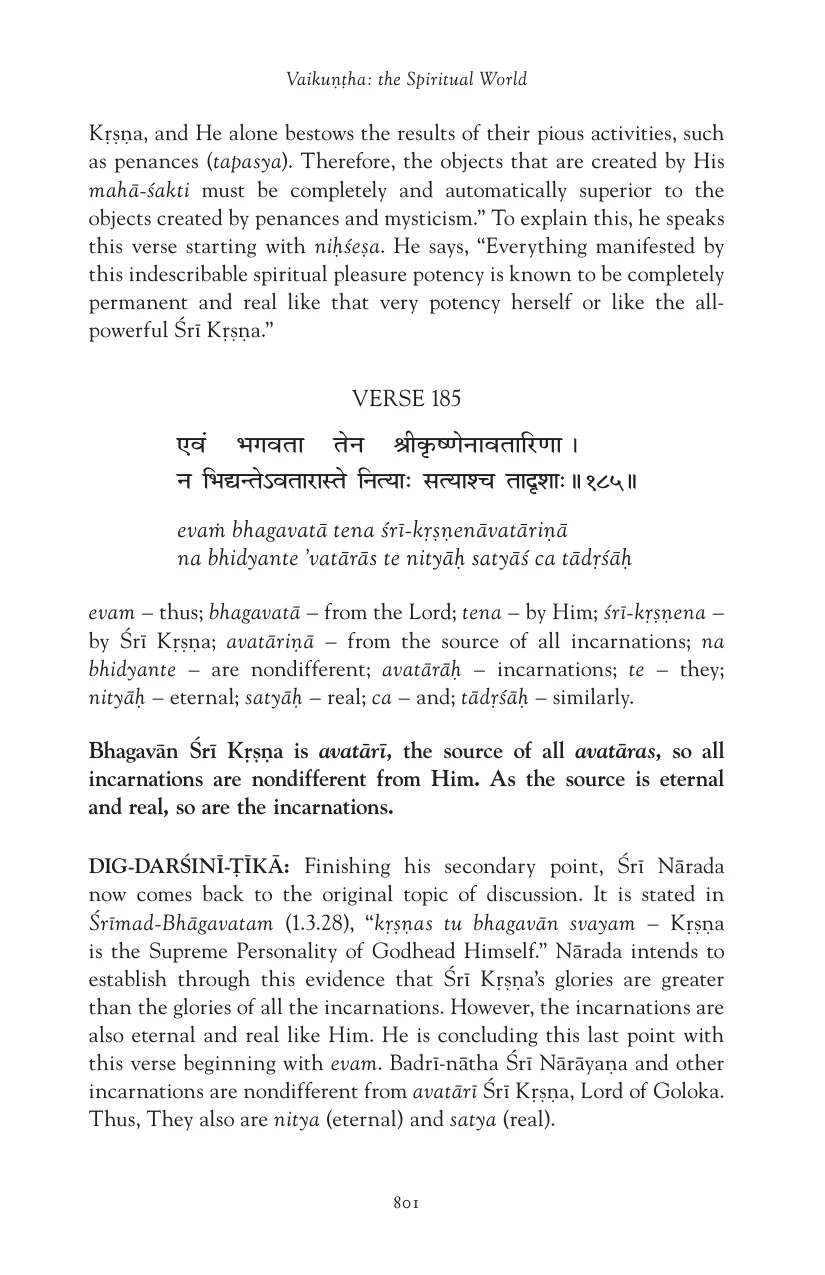 Vaikuṇṭha: the Spiritual World
Kṛṣṇa, and He alone bestows the results of their pious activities, such
as penances (tapasya). Therefore, the objects that are created by His
mahā-śakti must be completely and automatically superior to the
objects created by penances and mysticism.” To explain this, he speaks
this verse starting with niḥśeṣa. He says, “Everything manifested by
this indescribable spiritual pleasure potency is known to be completely
permanent and real like that very potency herself or like the all-
powerful Śrī Kṛṣṇa.”
VERSE 185
एवं भगवता तेन श्रीकृष्णेनावतारिणा ।
न भिद्यन्तेऽवतारास्ते नित्याः सत्याश्च तादृशाः ॥ १८५ ॥
evaṁ bhagavatā tena śrī-kṛṣṇenāvatāriṇā
na bhidyante ’vatārās te nityāḥ satyāś ca tādṛśāḥ
evam – thus; bhagavatā – from the Lord; tena – by Him; śrī-kṛṣṇena –
by Śrī Kṛṣṇa; avatāriṇā – from the source of all incarnations; na
bhidyante – are nondifferent; avatārāḥ – incarnations; te – they;
nityāḥ – eternal; satyāḥ – real; ca – and; tādṛśāḥ – similarly.
Bhagavān Śrī Kṛṣṇa is avatārī, the source of all avatāras, so all
incarnations are nondifferent from Him. As the source is eternal
and real, so are the incarnations.
DIG-DARŚINĪ-ṬĪKĀ: Finishing his secondary point, Śrī Nārada
now comes back to the original topic of discussion. It is stated in
Śrīmad-Bhāgavatam (1.3.28), “kṛṣṇas tu bhagavān svayam – Kṛṣṇa
is the Supreme Personality of Godhead Himself.” Nārada intends to
establish through this evidence that Śrī Kṛṣṇa’s glories are greater
than the glories of all the incarnations. However, the incarnations are
also eternal and real like Him. He is concluding this last point with
this verse beginning with evam. Badrī-nātha Śrī Nārāyaṇa and other
incarnations are nondifferent from avatārī Śrī Kṛṣṇa, Lord of Goloka.
Thus, They also are nitya (eternal) and satya (real).
801